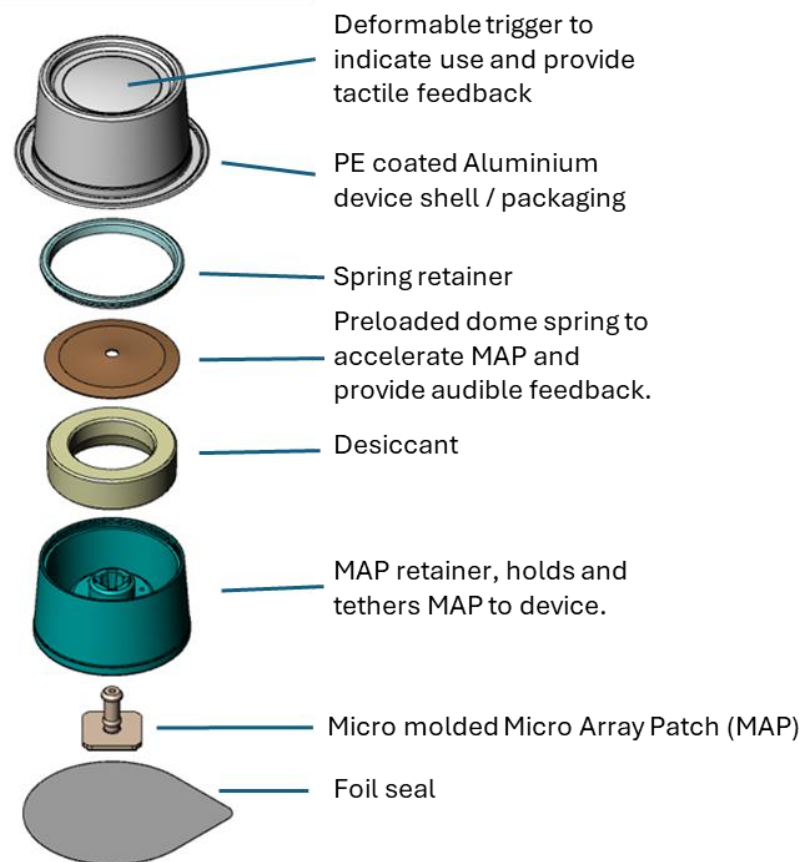 Deformable trigger to
indicate use and provide
tactile feedback
PE coated Aluminium
device shell / packaging
Spring retainer
Preloaded dome spring to
accelerate MAP and
provide audible feedback.
Desiccant
MAP retainer, holds and
tethers MAP to device.
Micro molded Micro Array Patch (MAP)
Foil seal